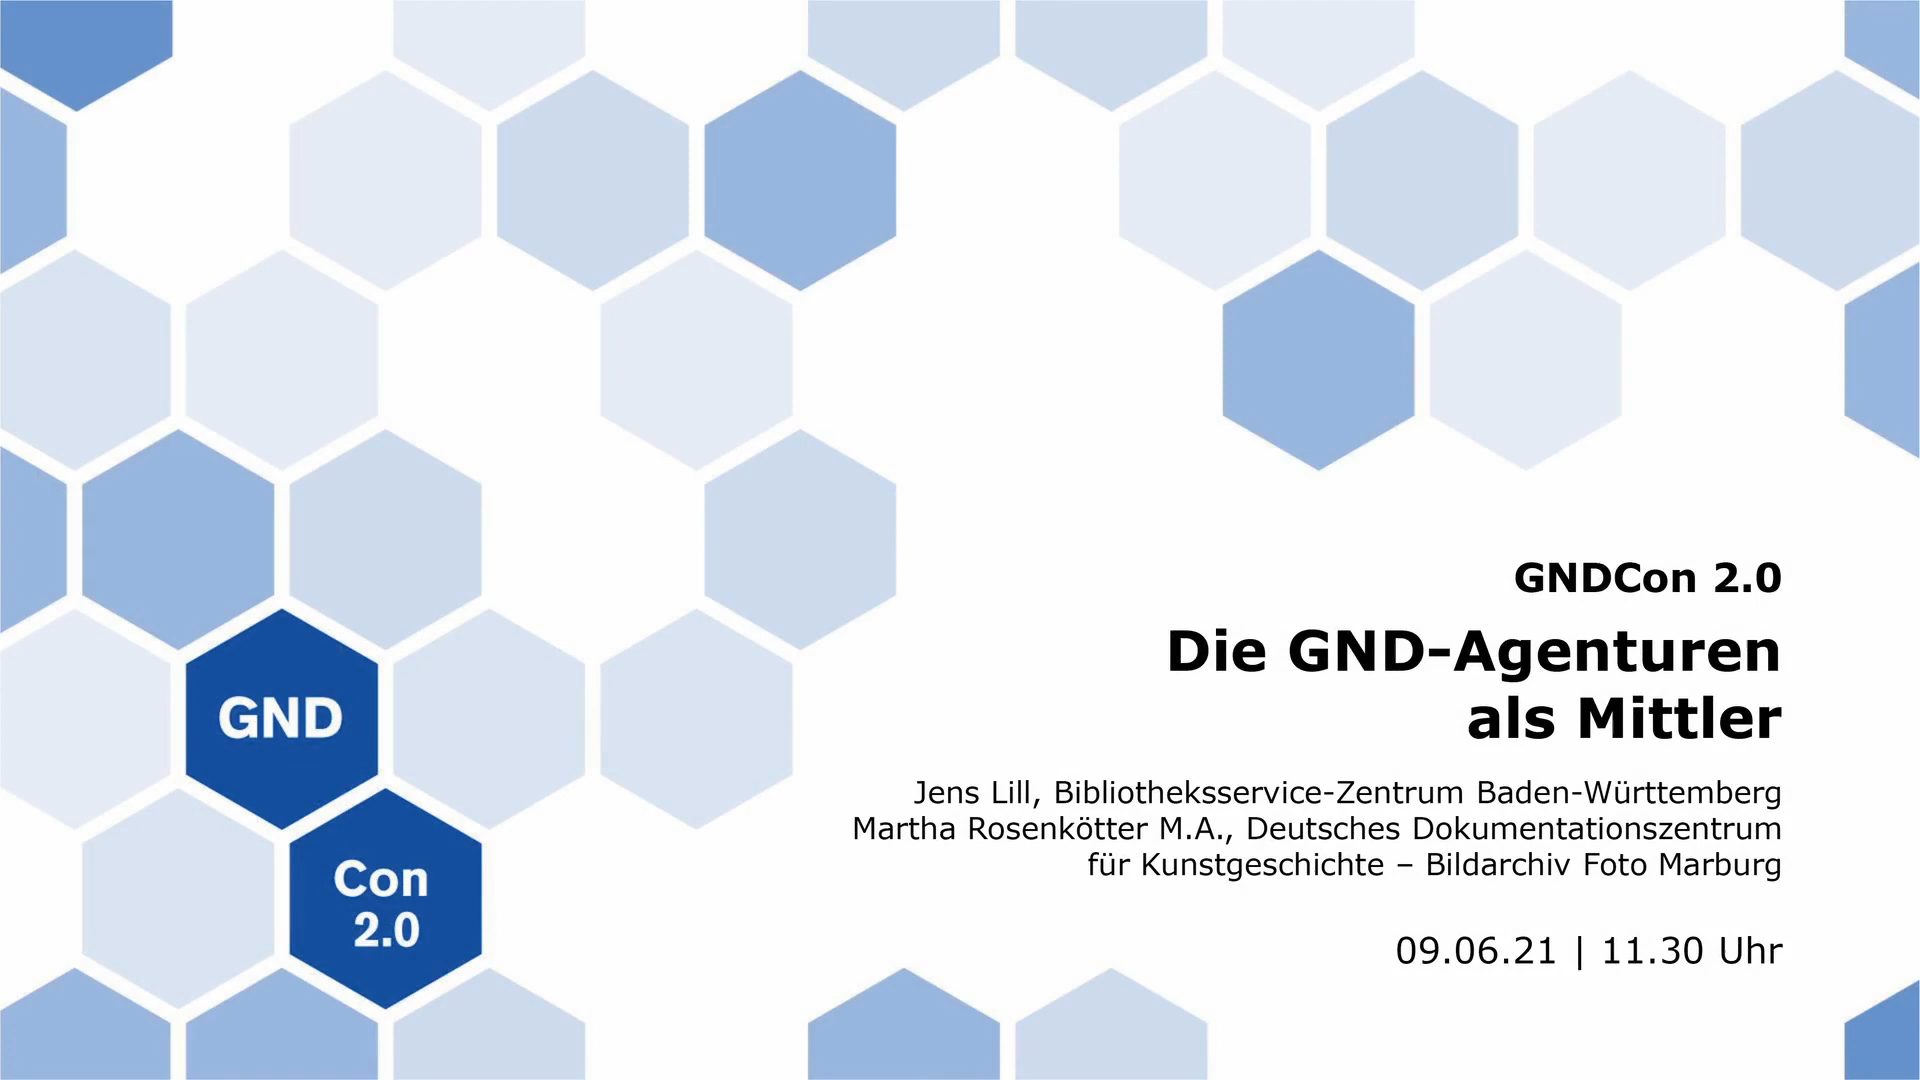 GNDCon 2.0
Die GND-Agenturen
als Mittler
Jens Lill, Bibliotheksservice-Zentrum Baden-Württemberg
Martha Rosenkötter M.A., Deutsches Dokumentationszentrum
für Kunstgeschichte – Bildarchiv Foto Marburg
09.06.21 | 11.30 Uhr
GND
Con
2.0